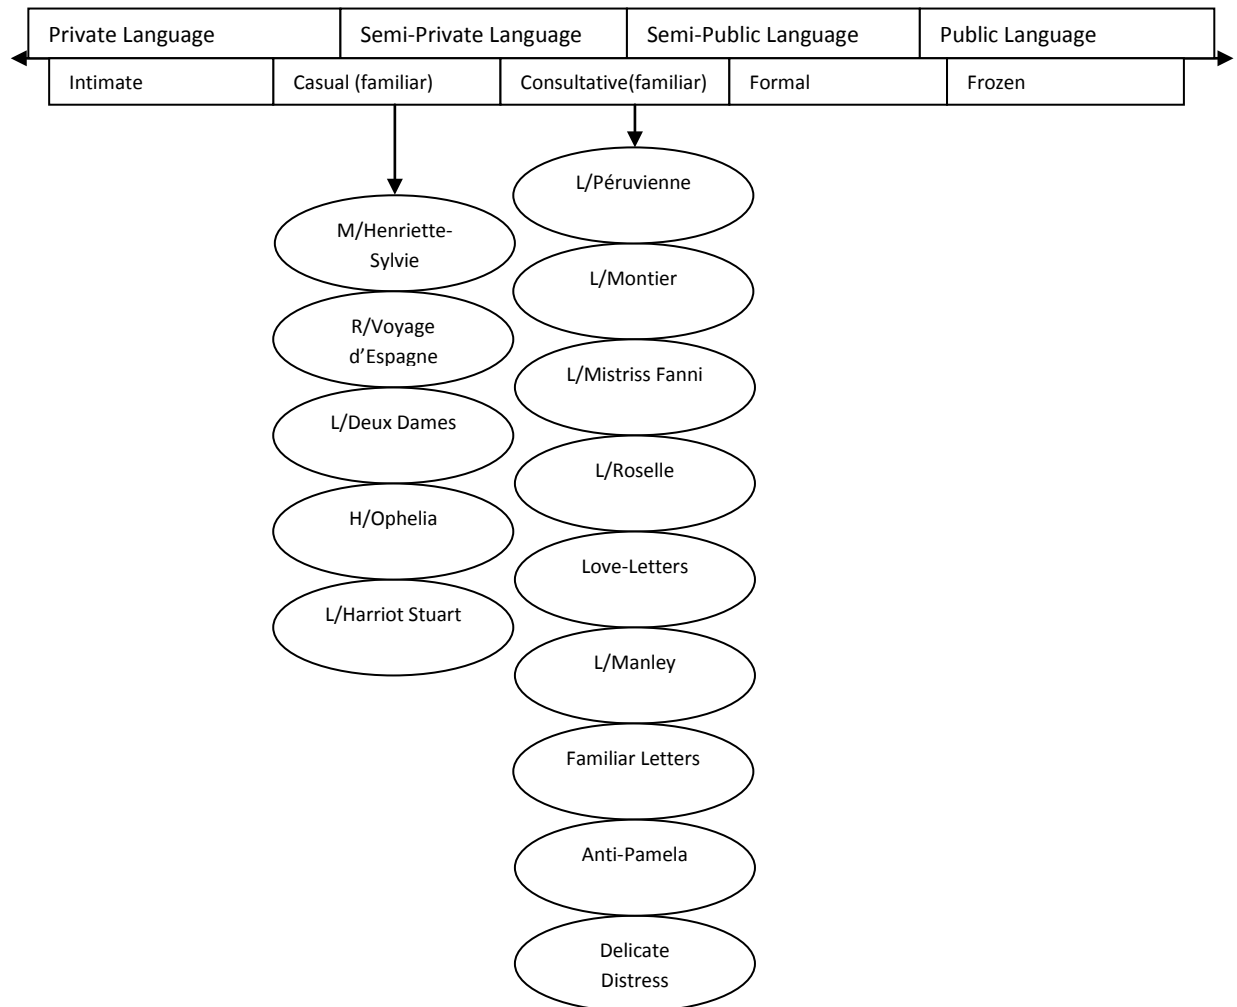 Private Language
Semi-Private Language
Semi-Public Language
Public Language
Intimate
Casual (familiar)
Consultative(familiar)
Formal
Frozen
M/Henriette-
Sylvie
R/Voyage
d’Espagne
L/Deux Dames
H/Ophelia
L/Harriot Stuart
L/Péruvienne
L/Montier
L/Mistriss Fanni
L/Roselle
Love-Letters
L/Manley
Familiar Letters
Anti-Pamela
Delicate
Distress